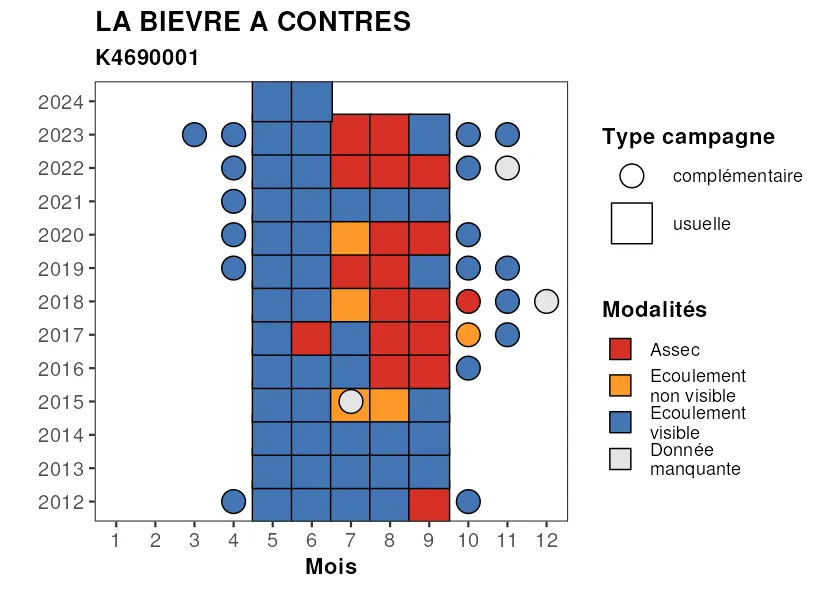 LA BIEVRE A CONTRES
K4690001
2024
2023
2022
2021
2020
2019
2018
2017
2016
2015
2014
2013
2012
1 2 3 4 5 6 7 8 9 10 11 12
Mois
Type campagne
complémentaire
usuelle
Modalités
Assec
Ecoulement
non visible
Ecoulement
visible
Donnée
manquante